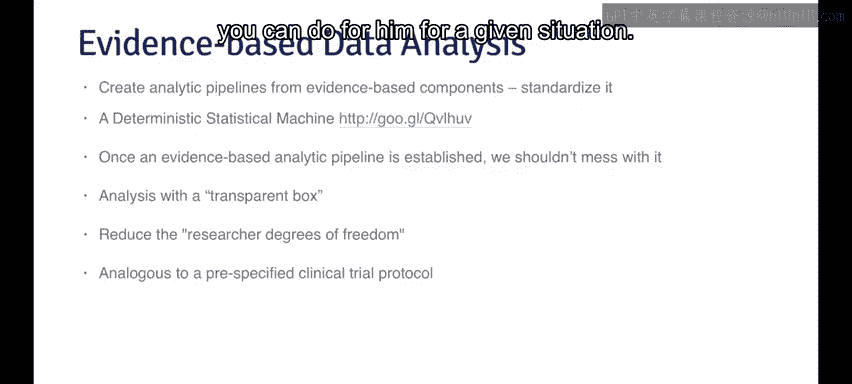 you can do for him for a given situation.
Evidence-based Data Analysis
· Create analytic pipelines from evidence-based components – standardize it
· A Deterministic Statistical Machine http://goo.gl/Qvlhuv
· Once an evidence-based analytic pipeline is established, we shouldn't mess with it
· Analysis with a “transparent box”
· Reduce the "researcher degrees of freedom"
· Analogous to a pre-specified clinical trial protocol